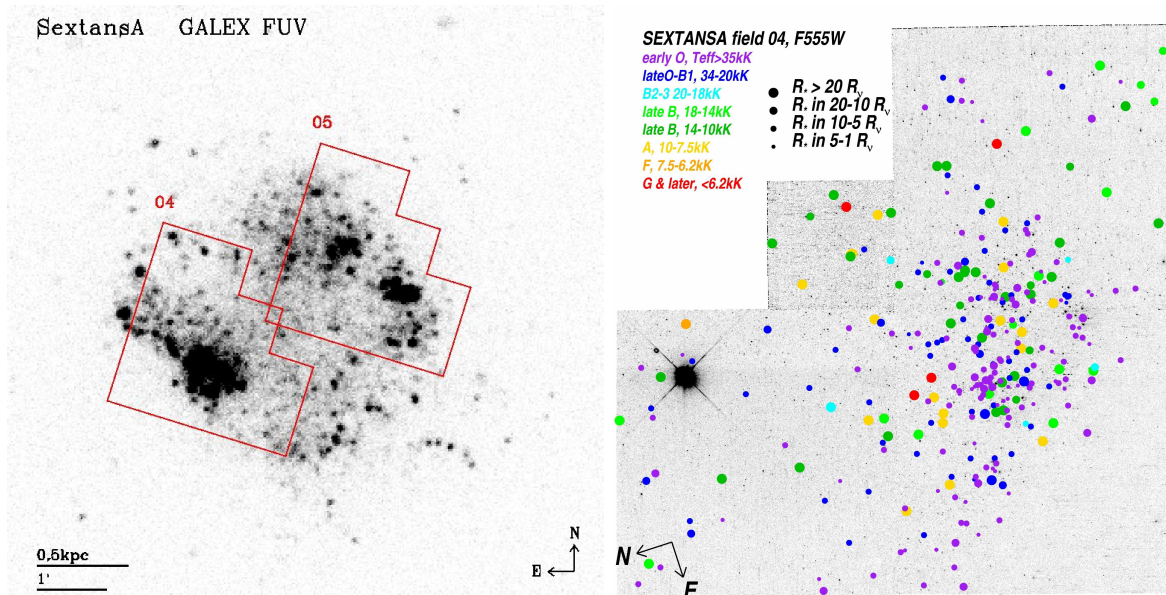 SextansA GALEX FUV
05
04
0.5kpc
1'
N
E
SEXTANSA field 04, F555W
early O, Teff>35kK
lateO-B1, 34-20kK
B2-3 20-18kK
late B, 18-14kK
late B, 14-10kK
A, 10-7.5kK
F, 7.5-6.2kK
G & later, <6.2kK
R* > 20 R☉
R* in 20-10 R☉
R* in 10-5 R☉
R* in 5-1 R☉
N
E